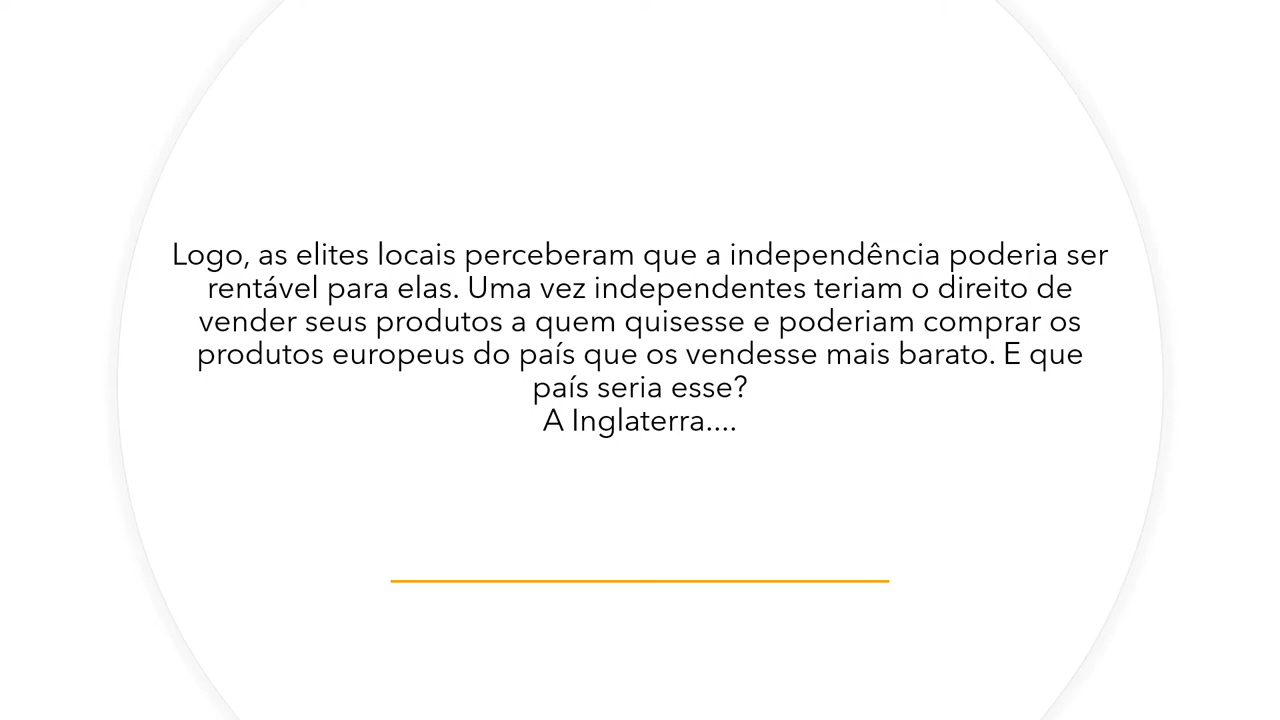 Logo, as elites locais perceberam que a independência poderia ser
rentável para elas. Uma vez independentes teriam o direito de
vender seus produtos a quem quisesse e poderiam comprar os
produtos europeus do país que os vendesse mais barato. E que
país seria esse?
A Inglaterra....